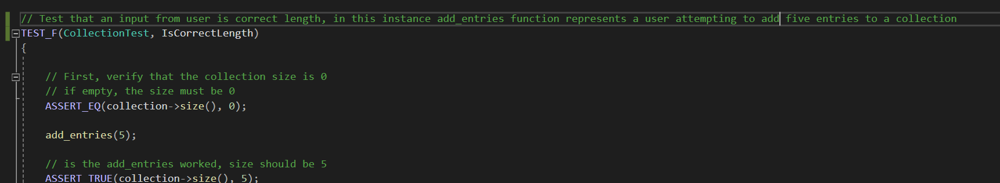 // Test that an input from user is correct length, in this instance add_entries function represents a user attempting to add five entries to a collection
TEST_F(CollectionTest, IsCorrectLength)
{
// First, verify that the collection size is 0
// if empty, the size must be 0
ASSERT_EQ(collection->size(), 0);
add_entries(5);
// is the add_entries worked, size should be 5
ASSERT_TRUE(collection->size(), 5);